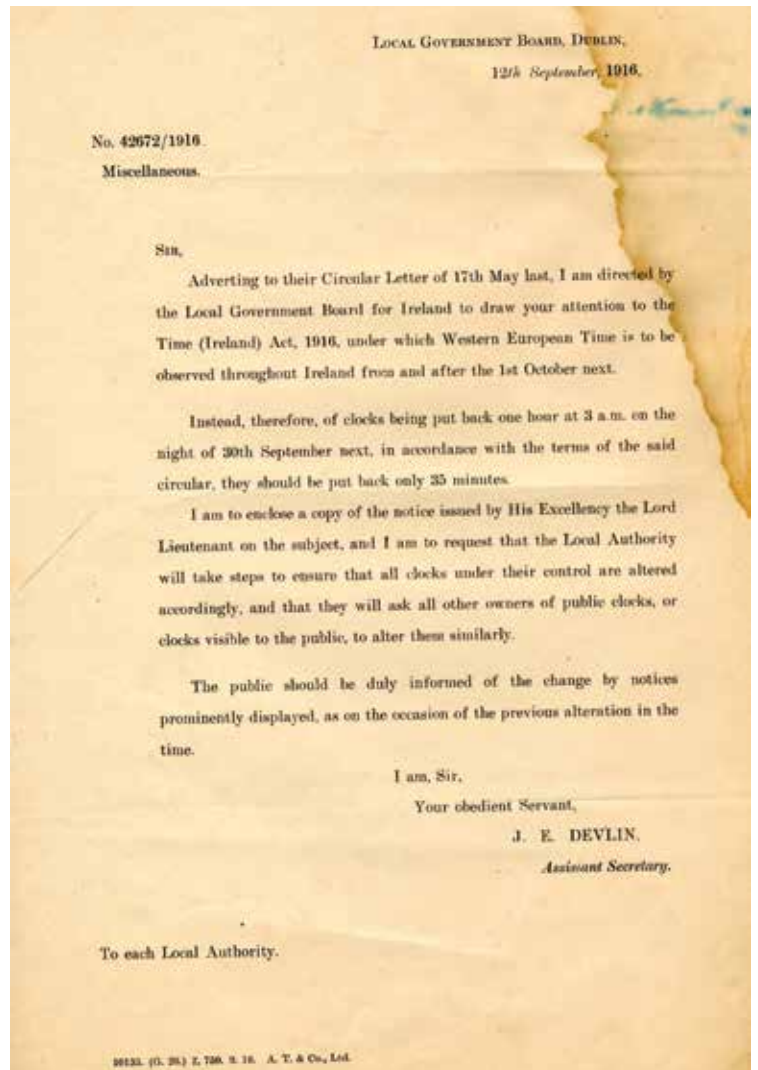 LOCAL GOVERNMENT BOARD, DUBLIN,
12th September, 1916.
No. 42672/1916
Miscellaneous.
SIR,
Adverting to their Circular Letter of 17th May last, I am directed by
the Local Government Board for Ireland to draw your attention to the
Time (Ireland) Act, 1916, under which Western European Time is to be
observed throughout Ireland from and after the 1st October next.
Instead, therefore, of clocks being put back one hour at 3 a.m. on the
night of 30th September next, in accordance with the terms of the said
circular, they should be put back only 35 minutes.
I am to enclose a copy of the notice issued by His Excellency the Lord
Lieutenant on the subject, and I am to request that the Local Authority
will take steps to ensure that all clocks under their control are altered
accordingly, and that they will ask all other owners of public clocks, or
clocks visible to the public, to alter them similarly.
The public should be duly informed of the change by notices
prominently displayed, as on the occasion of the previous alteration in the
time.
I am, Sir,
Your obedient Servant,
J. E. DEVLIN,
Assistant Secretary.
To each Local Authority.
A. T. & Co., Ltd.